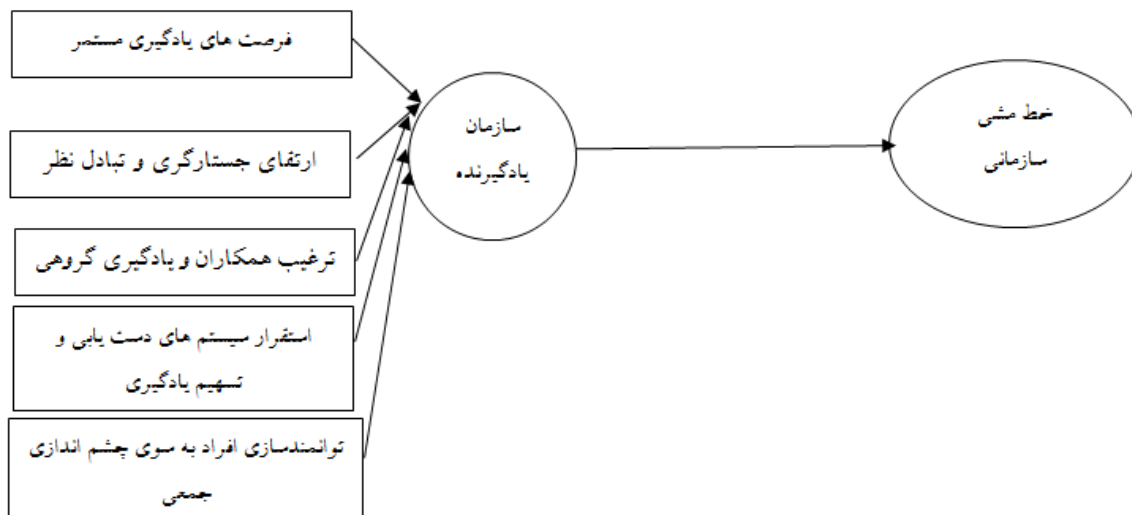 فرصت های یادگیری مستمر
ارتقای جستارگری و تبادل نظر
ترغیب همکاران و یادگیری گروهی
استقرار سیستم های دست یابی و
تسهیم یادگیری
توانمندسازی افراد به سوی چشم اندازی
جمعی
سازمان
یادگیرنده
خط مشی
سازمانی